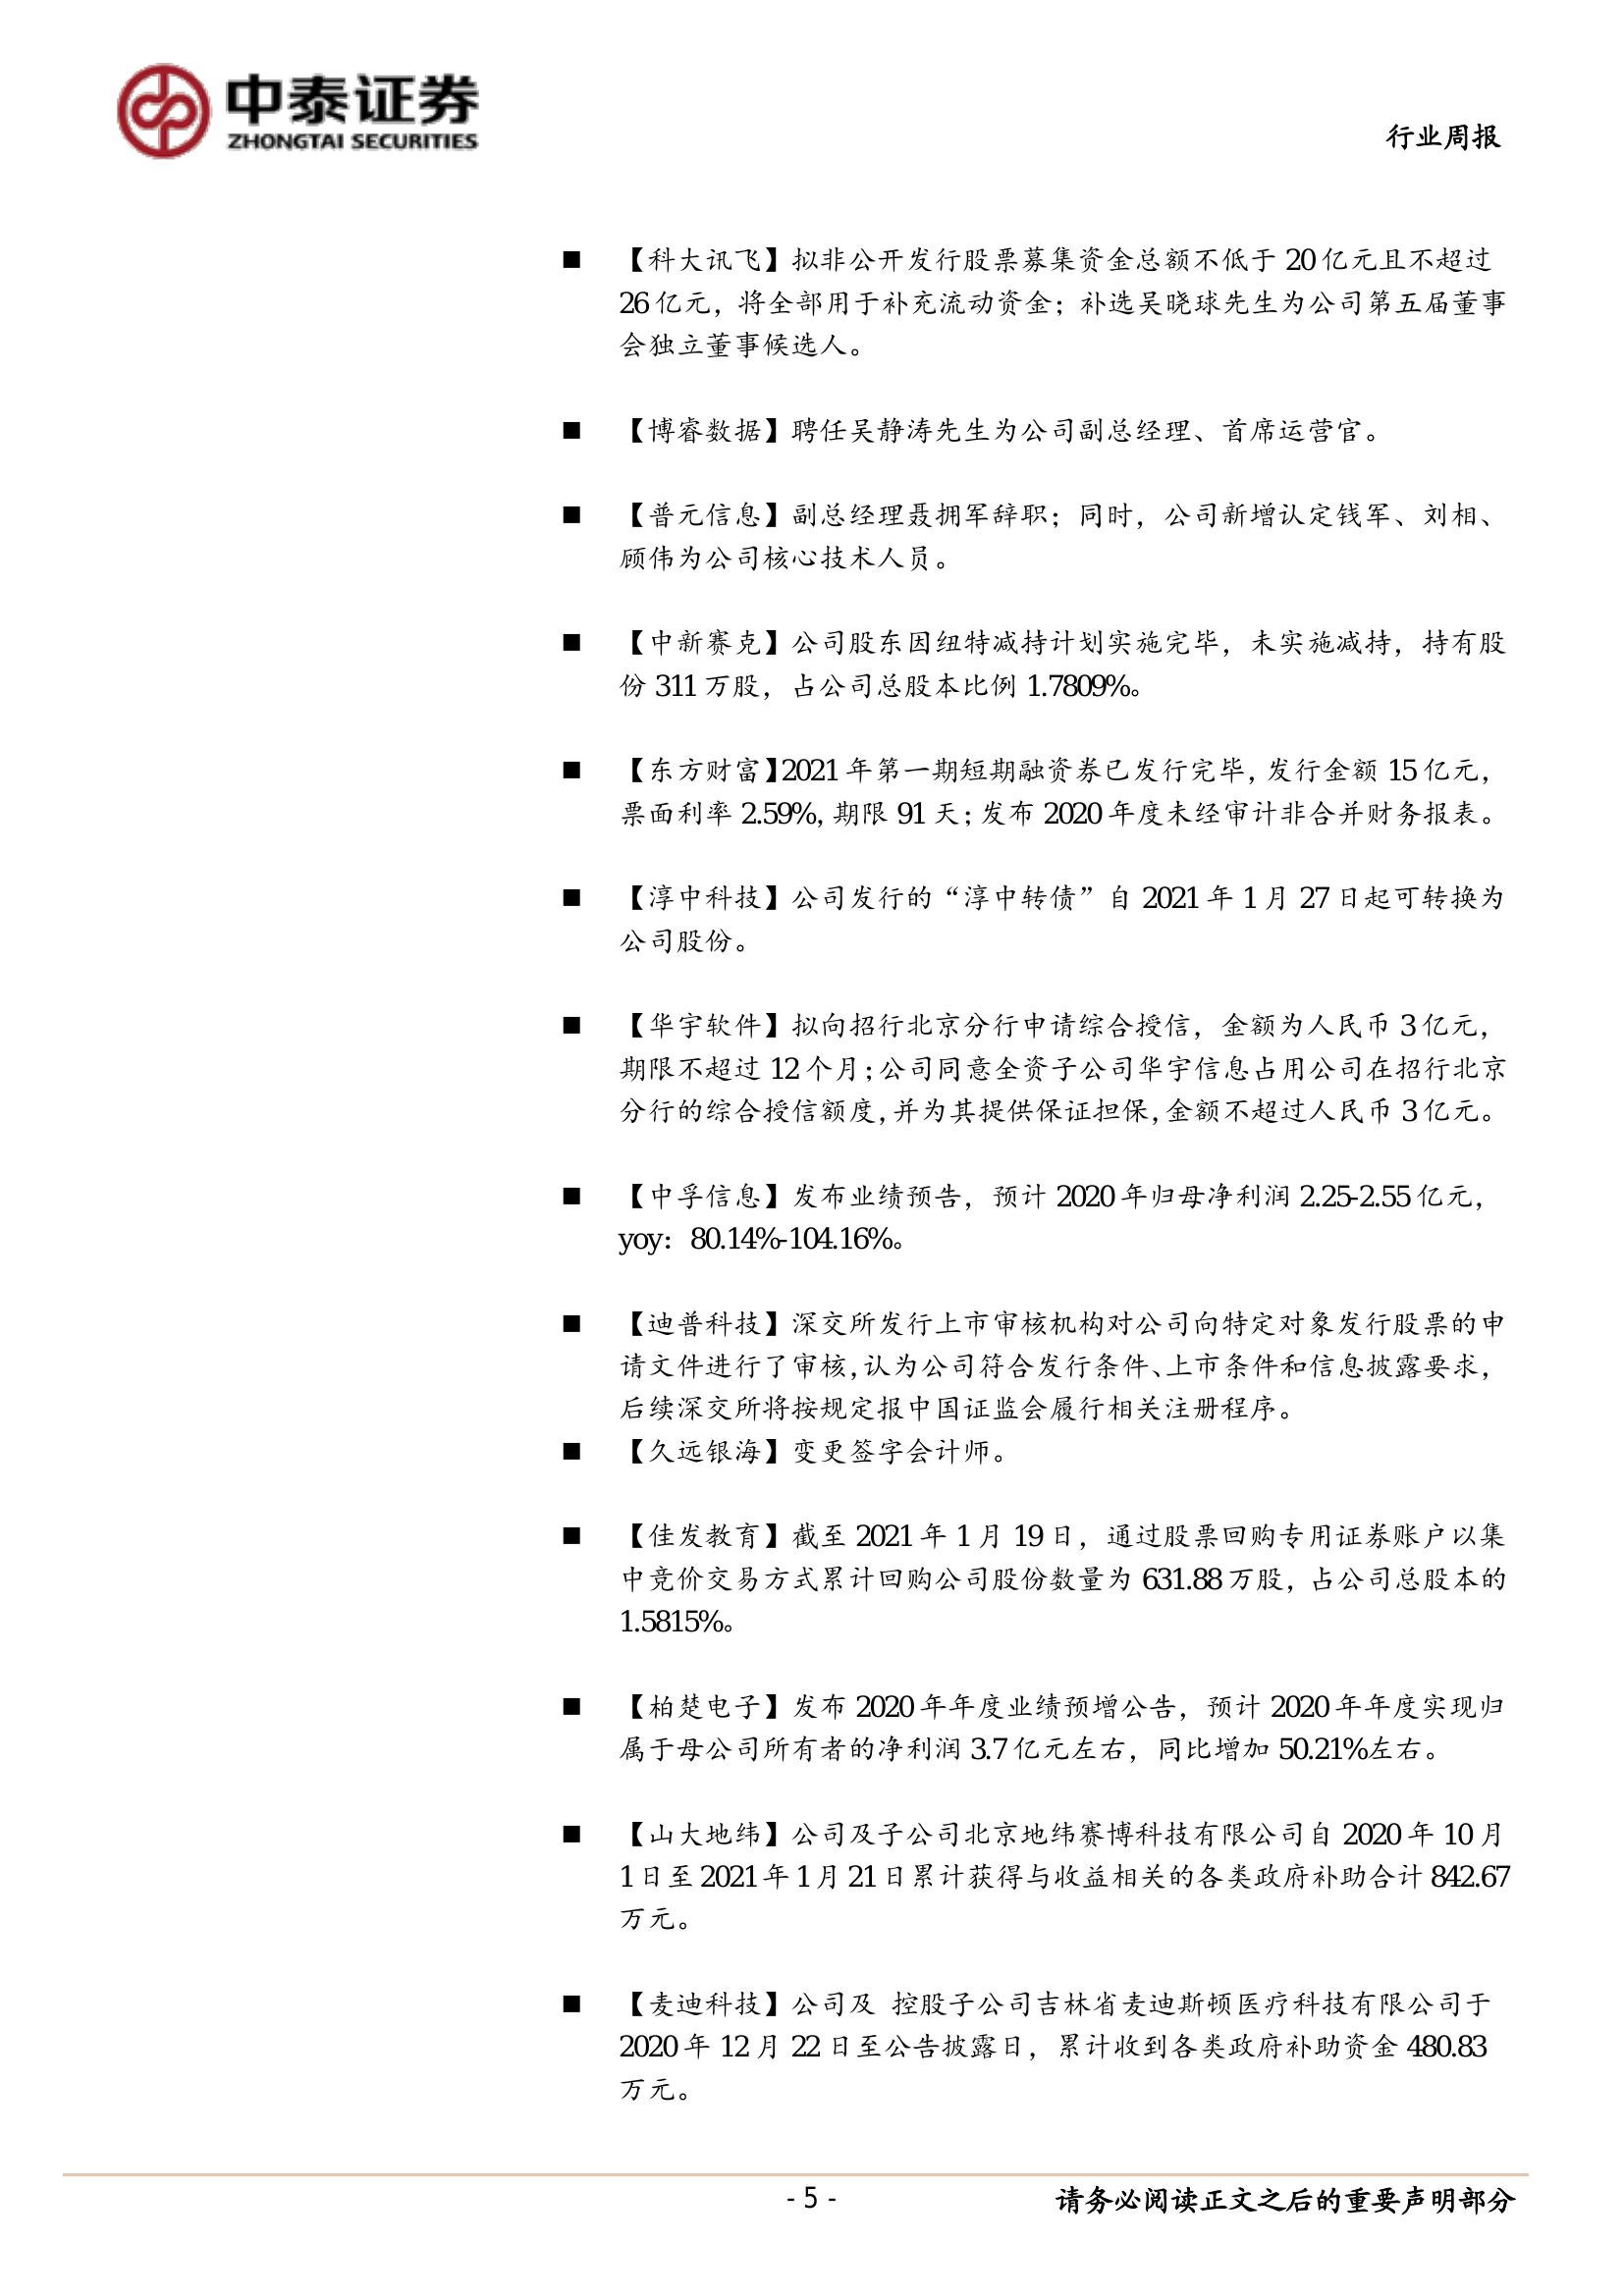 中泰证券
ZHONGTAI SECURITIES
行业周报
■ 【科大讯飞】拟非公开发行股票募集资金总额不低于 20 亿元且不超过
26 亿元，将全部用于补充流动资金；补选吴晓球先生为公司第五届董事
会独立董事候选人。
■ 【博睿数据】聘任吴静涛先生为公司副总经理、首席运营官。
■ 【普元信息】副总经理聂拥军辞职；同时，公司新增认定钱军、刘相、
顾伟为公司核心技术人员。
■ 【中新赛克】公司股东因纽特减持计划实施完毕，未实施减持，持有股
份 311 万股，占公司总股本比例 1.7809%。
■ 【东方财富】2021 年第一期短期融资券已发行完毕，发行金额 15 亿元，
票面利率 2.59%，期限 91 天；发布 2020 年度未经审计非合并财务报表。
■ 【淳中科技】公司发行的“淳中转债”自 2021 年 1 月 27 日起可转换为
公司股份。
■ 【华宇软件】拟向招行北京分行申请综合授信，金额为人民币 3 亿元，
期限不超过 12 个月；公司同意全资子公司华宇信息占用公司在招行北京
分行的综合授信额度，并为其提供保证担保，金额不超过人民币 3 亿元。
■ 【中孚信息】发布业绩预告，预计 2020 年归母净利润 2.25-2.55 亿元，
yoy：80.14%-104.16%。
■ 【迪普科技】深交所发行上市审核机构对公司向特定对象发行股票的申
请文件进行了审核，认为公司符合发行条件、上市条件和信息披露要求，
后续深交所将按规定报中国证监会履行相关注册程序。
■ 【久远银海】变更签字会计师。
■ 【佳发教育】截至 2021 年 1 月 19 日，通过股票回购专用证券账户以集
中竞价交易方式累计回购公司股份数量为 631.88 万股，占公司总股本的
1.5815%。
■ 【柏楚电子】发布 2020 年年度业绩预增公告，预计 2020 年年度实现归
属于母公司所有者的净利润 3.7 亿元左右，同比增加 50.21%左右。
■ 【山大地纬】公司及子公司北京地纬赛博科技有限公司自 2020 年 10 月
1 日至 2021 年 1 月 21 日累计获得与收益相关的各类政府补助合计 842.67
万元。
■ 【麦迪科技】公司及 控股子公司吉林省麦迪斯顿医疗科技有限公司于
2020 年 12 月 22 日至公告披露日，累计收到各类政府补助资金 480.83
万元。
- 5 -
请务必阅读正文之后的重要声明部分